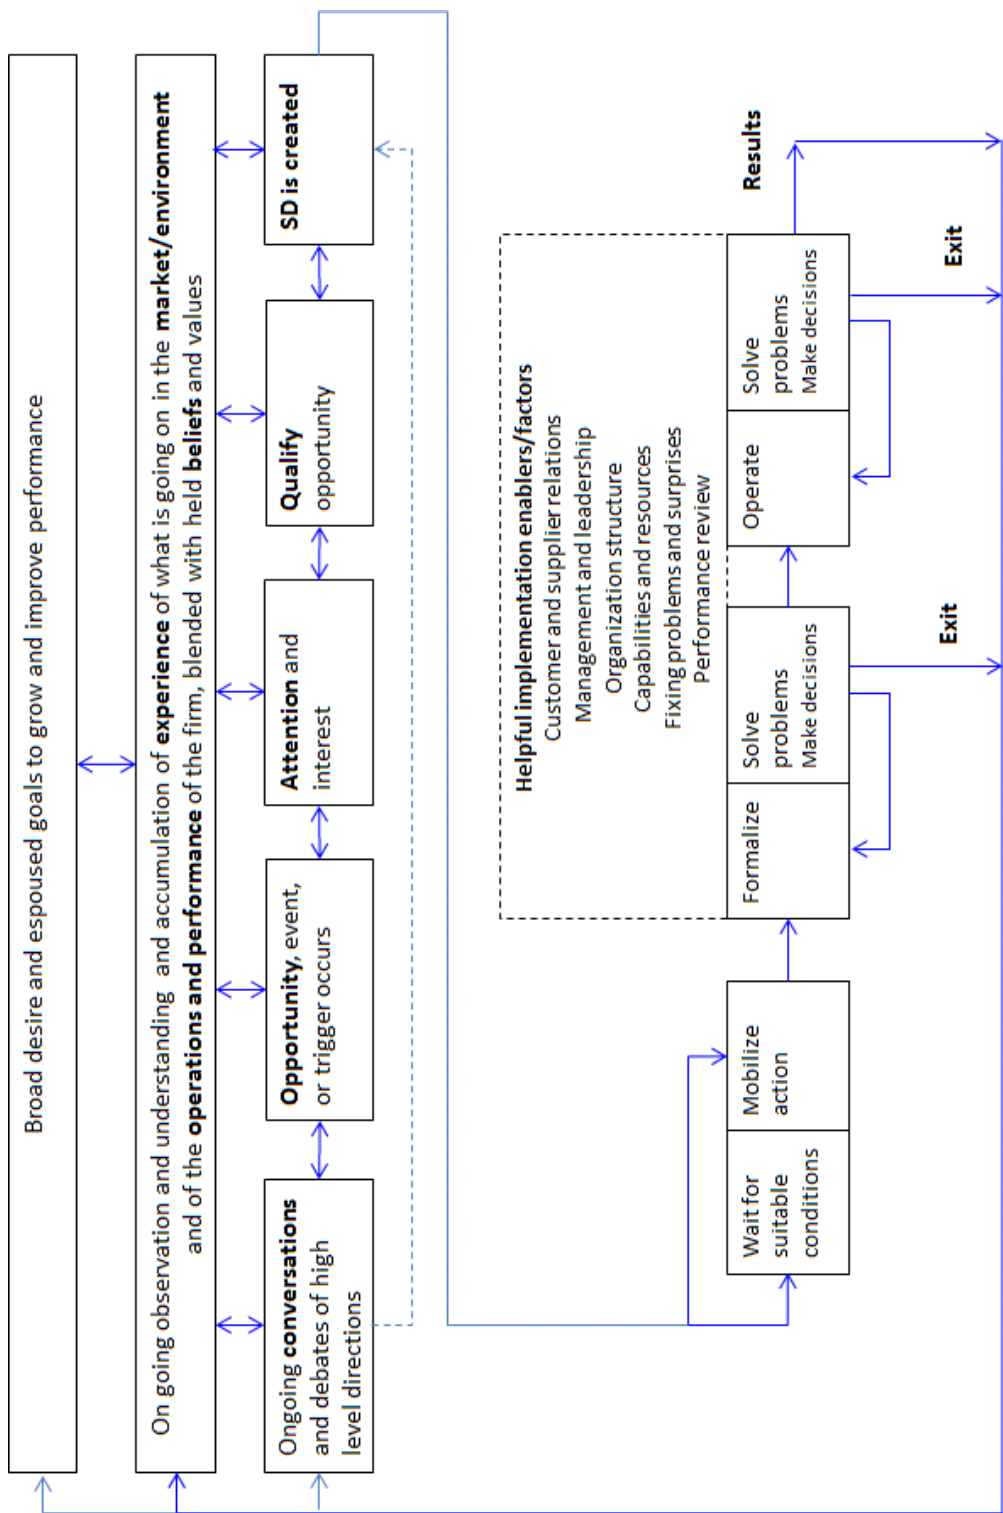 Broad desire and espoused goals to grow and improve performance
On going observation and understanding and accumulation of experience of what is going on in the market/environment
and of the operations and performance of the firm, blended with held beliefs and values
Ongoing conversations
and debates of high
level directions
Opportunity, event,
or trigger occurs
Attention and
interest
Qualify
opportunity
SD is created
Helpful implementation enablers/factors
Customer and supplier relations
Management and leadership
Organization structure
Capabilities and resources
Fixing problems and surprises
Performance review
Wait for
suitable
conditions
Mobilize
action
Formalize
Solve
problems
Make decisions
Operate
Solve
problems
Make decisions
Results
Exit
Exit